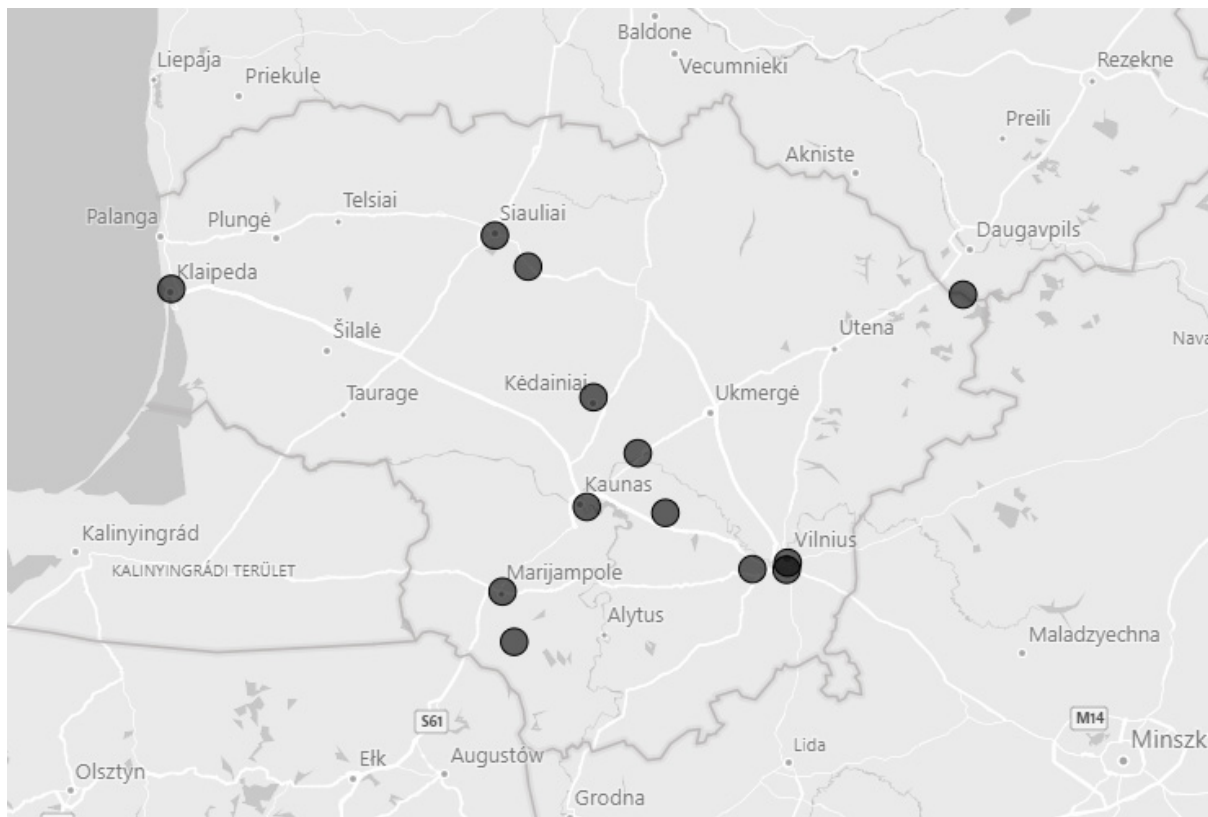 Baldone
Liepāja
Vecumnieki
Rezekne
Priekule
Preili
Akniste
Telsiai
Siauliai
Palanga
Plungė
Daugavpils
Klaipeda
Utena
Nava
Šilalė
Kėdainiai
Taurage
Ukmergė
Kaunas
Kalinyingrád
Vilnius
KALINYINGRÁDI TERÜLET
Marijampole
Alytus
Maladzyechna
S61
M14
Lida
Minszk
Ełk
Augustów
Olsztyn
Grodna